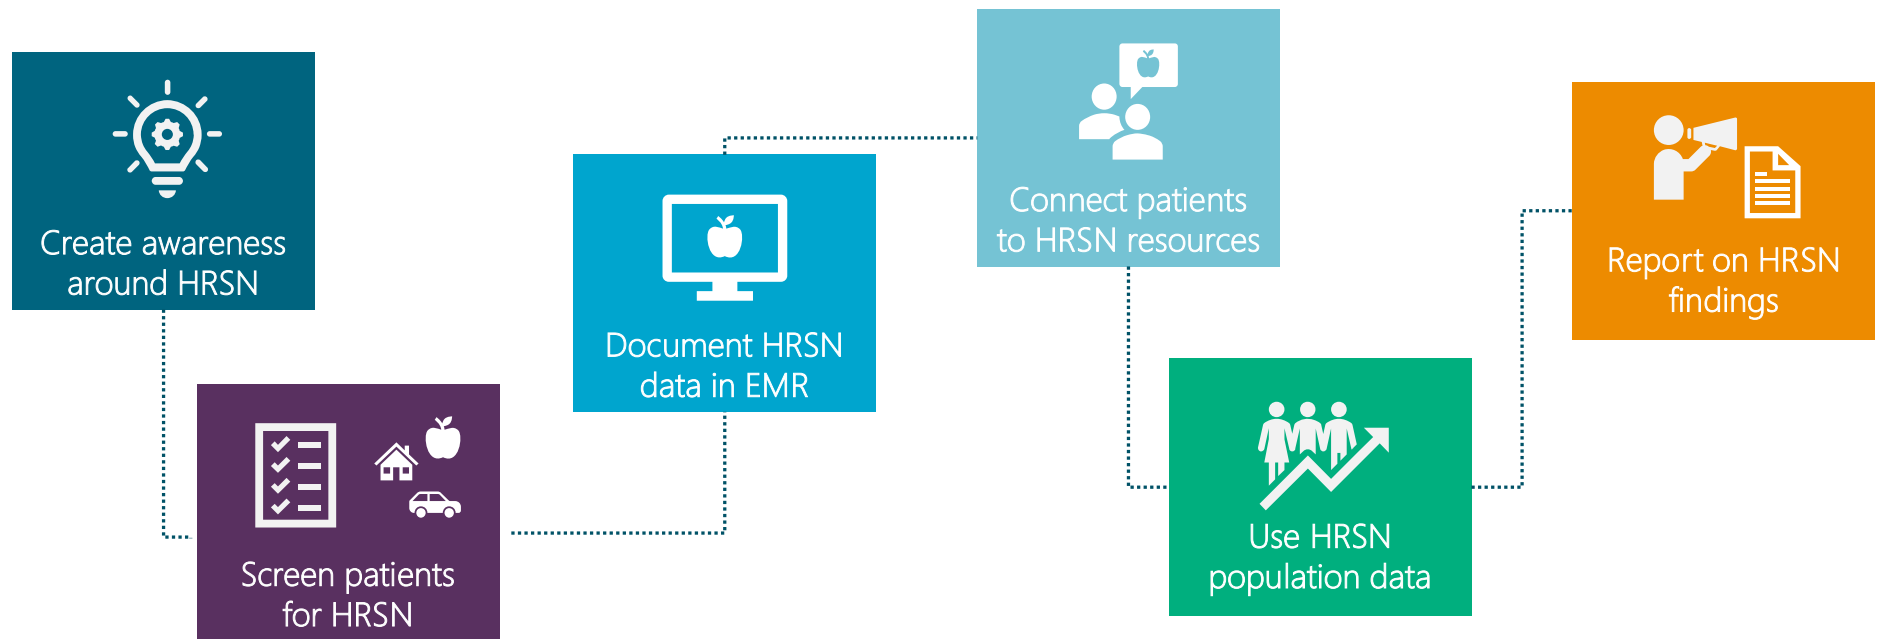 Create awareness
around HRSN
Screen patients
for HRSN
Document HRSN
data in EMR
Connect patients
to HRSN resources
Use HRSN
population data
Report on HRSN
findings